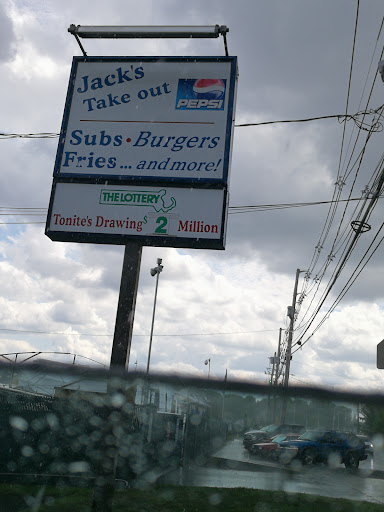 Jack's
Take out
PEPSI
Subs • Burgers
Fries ... and more!
THE LOTTERY
Tonite's Drawing $ 2 Million